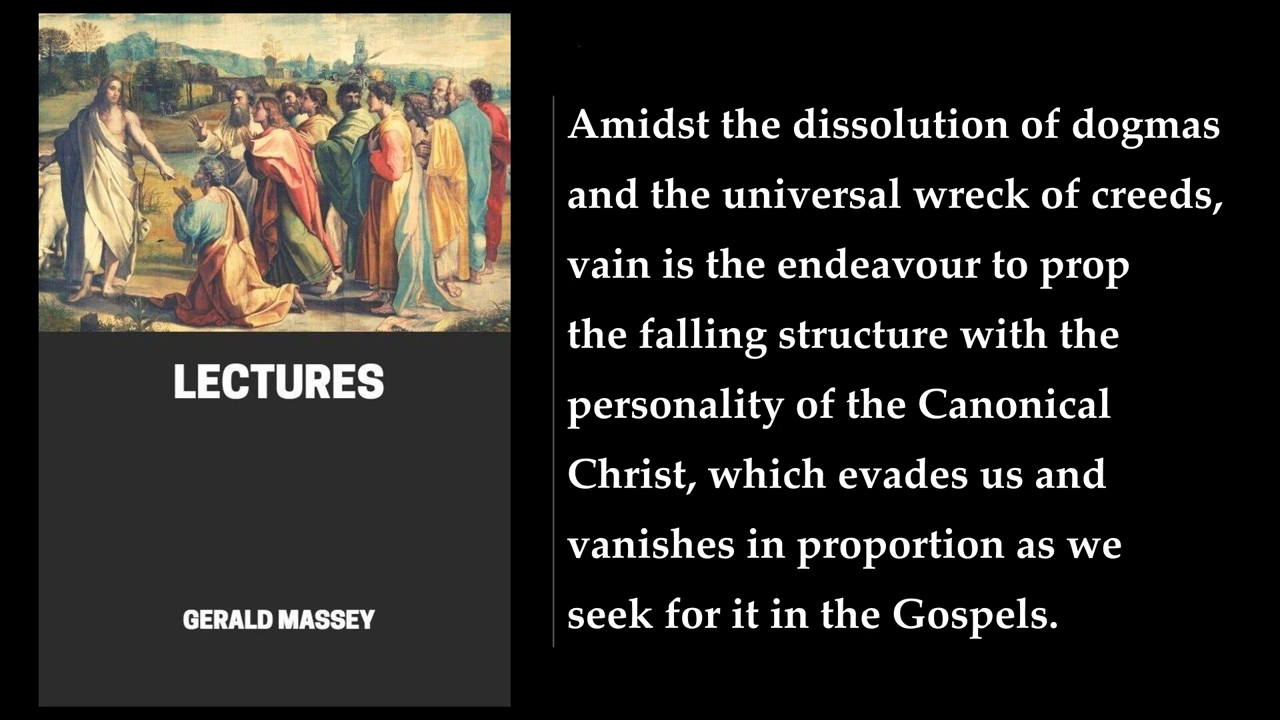 LECTURES
GERALD MASSEY
Amidst the dissolution of dogmas
and the universal wreck of creeds,
vain is the endeavour to prop
the falling structure with the
personality of the Canonical
Christ, which evades us and
vanishes in proportion as we
seek for it in the Gospels.